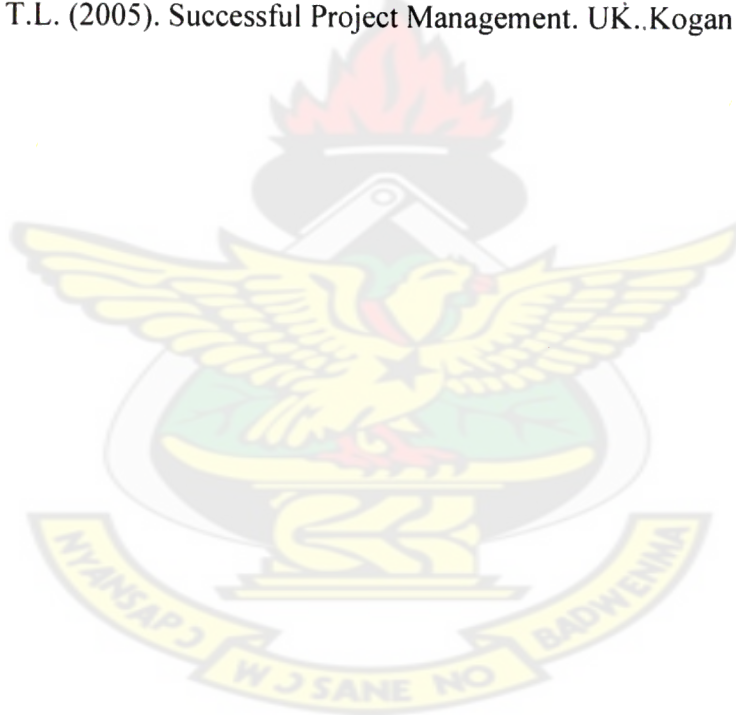 T.L. (2005). Successful Project Management. UK..Kogan
NYANSAPƆ WƆSANE NO BADWENMA